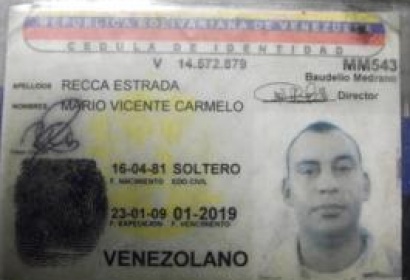 REPUBLICA BOLIVARIANA DE VENEZUELA
CEDULA DE IDENTIDAD
V 14.672.879 MM543
Baudelio Medrano
Director
APELLIDOS RECCA ESTRADA
NOMBRES MARIO VICENTE CARMELO
16-04-81 SOLTERO
F. NACIMIENTO EDO CIVIL
23-01-09 01-2019
F. EXPEDICION F. VENCIMIENTO
VENEZOLANO